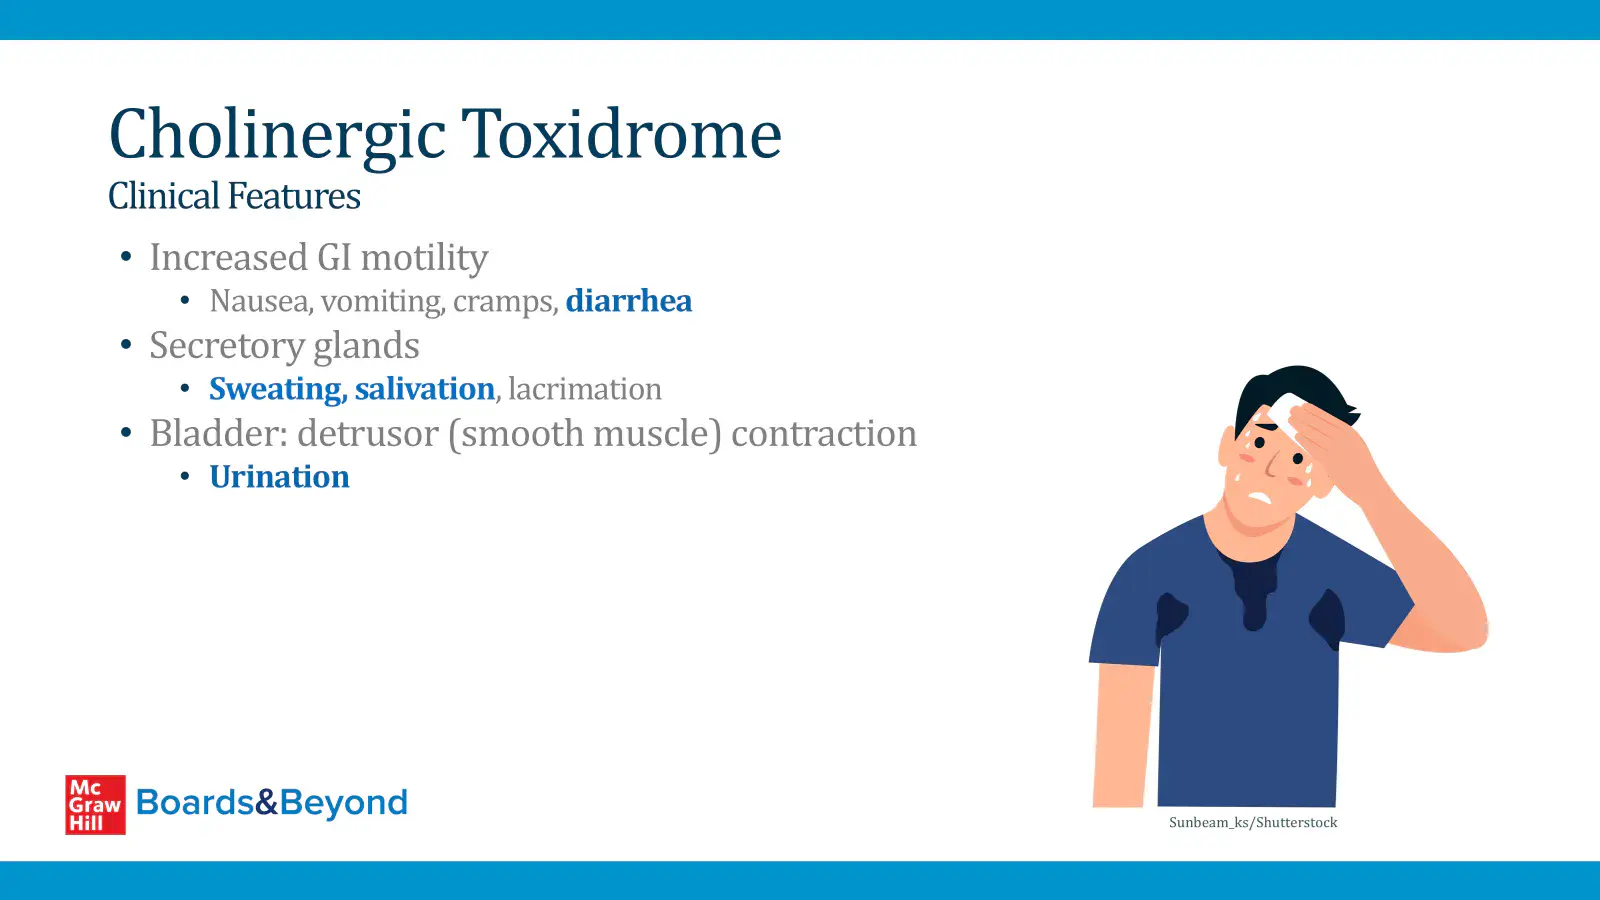 Cholinergic Toxidrome
Clinical Features
• Increased GI motility
• Nausea, vomiting, cramps, diarrhea
• Secretory glands
• Sweating, salivation, lacrimation
• Bladder: detrusor (smooth muscle) contraction
• Urination
Mc
Graw
Hill
Boards&Beyond
Sunbeam_ks/Shutterstock